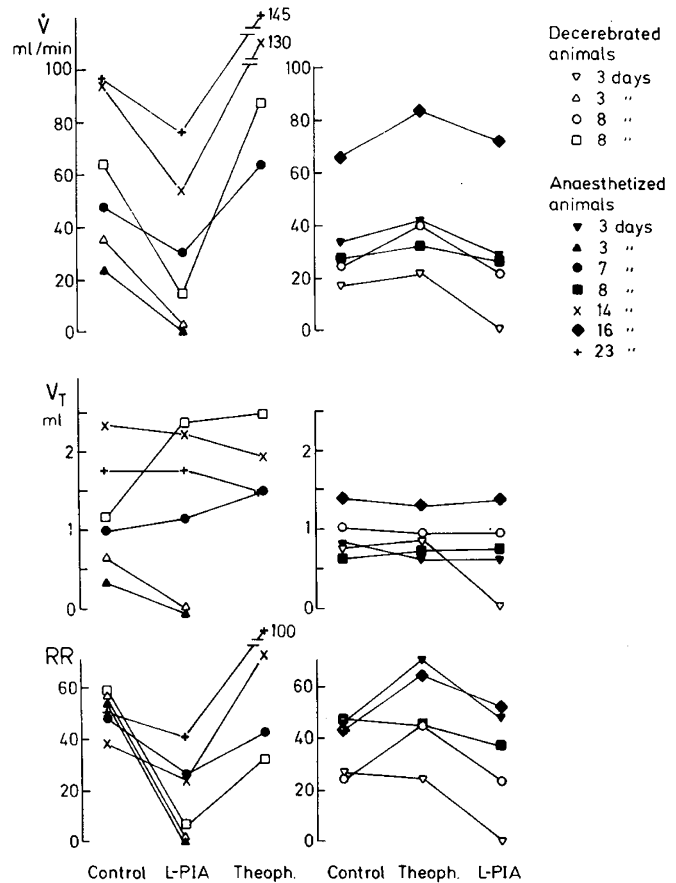 V̇
ml/min
100
80
60
40
20
0
145
130
100
80
60
40
20
0
Decerebrated
animals
▽ 3 days
△ 3 "
○ 8 "
□ 8 "
Anaesthetized
animals
▼ 3 days
▲ 3 "
● 7 "
■ 8 "
× 14 "
◆ 16 "
+ 23 "
V_T
ml
2
1
0
2
1
0
RR
60
40
20
0
100
60
40
20
0
Control L-PIA Theoph.
Control Theoph. L-PIA